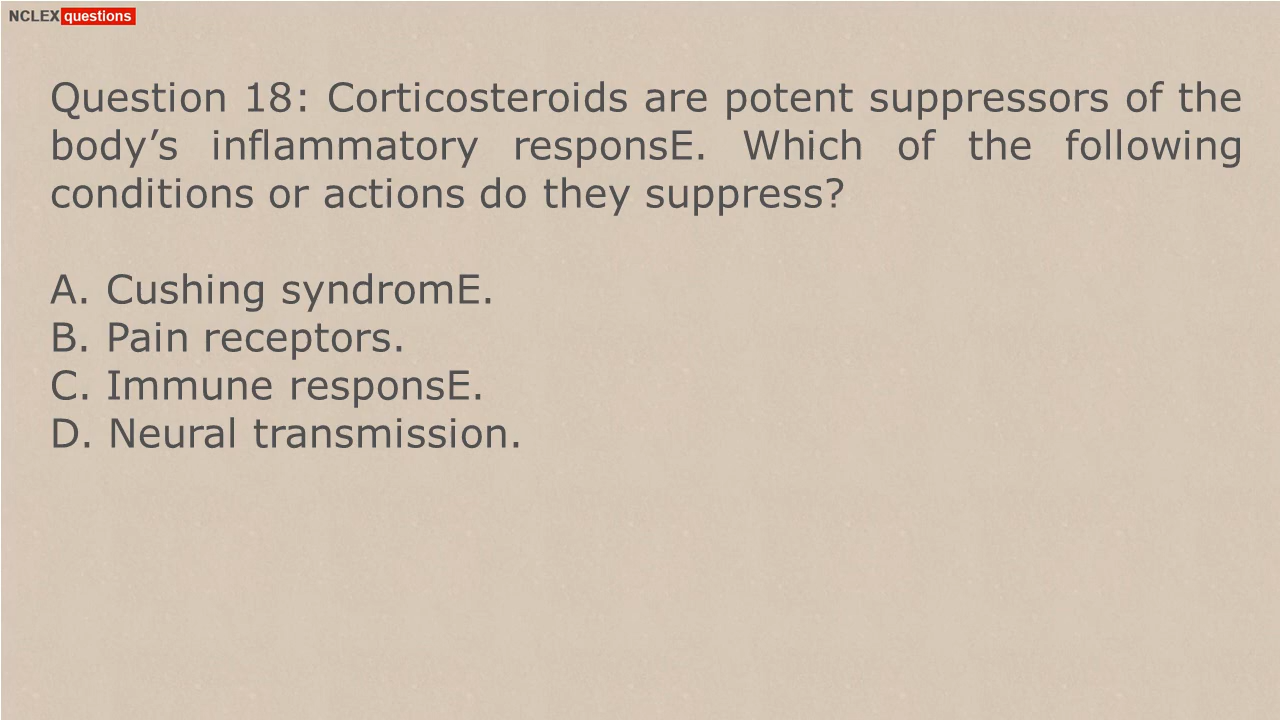 NCLEX questions
Question 18: Corticosteroids are potent suppressors of the
body’s inflammatory responsE. Which of the following
conditions or actions do they suppress?
A. Cushing syndromE.
B. Pain receptors.
C. Immune responsE.
D. Neural transmission.